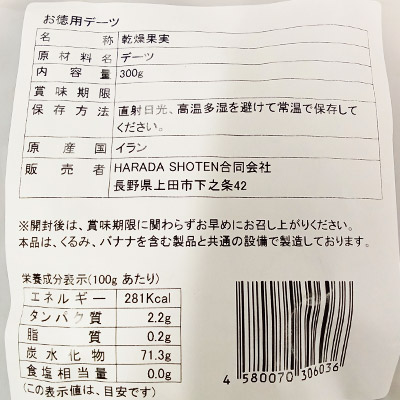 お徳用デーツ
名称 乾燥果実
原材料名 デーツ
内容量 300g
賞味期限
保存方法 直射日光、高温多湿を避けて常温で保存して
ください。
原産国 イラン
販売者 HARADA SHOTEN合同会社
長野県上田市下之条42
※開封後は、賞味期限に関わらずお早めにお召し上がりください。
本品は、くるみ、バナナを含む製品と共通の設備で製造しております。
栄養成分表示(100g あたり)
エネルギー 281Kcal
タンパク質 2.2g
脂質 0.2g
炭水化物 71.3g
食塩相当量 0.0g
(この表示値は、目安です)
4 580070 306036